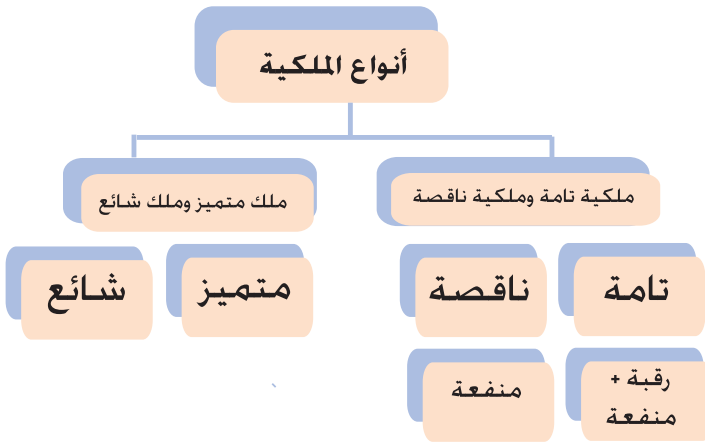 أنواع الملكية
ملكية تامة وملكية ناقصة
ملك متميز وملك شائع
تامة
ناقصة
متميز
شائع
رقبة +
منفعة
منفعة